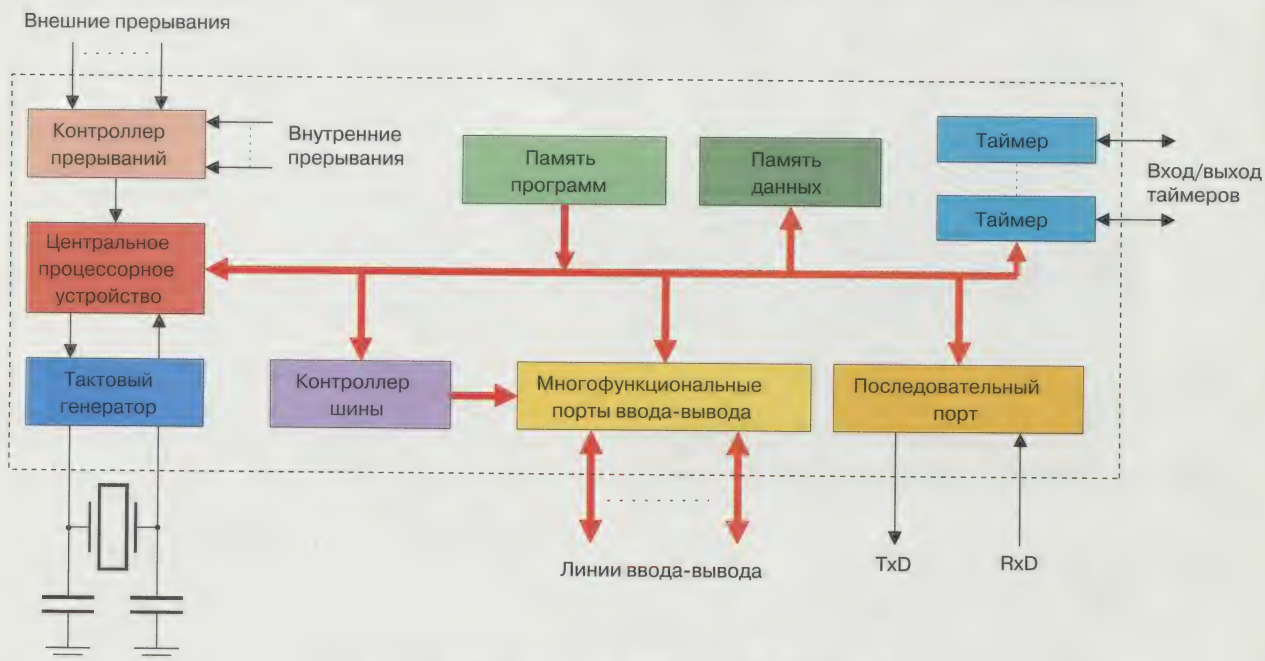 Внешние прерывания
Контроллер
прерываний
Внутренние
прерывания
Память
программ
Память
данных
Таймер
Таймер
Вход/выход
таймеров
Центральное
процессорное
устройство
Тактовый
генератор
Контроллер
шины
Многофункциональные
порты ввода-вывода
Последовательный
порт
Линии ввода-вывода
TxD
RxD